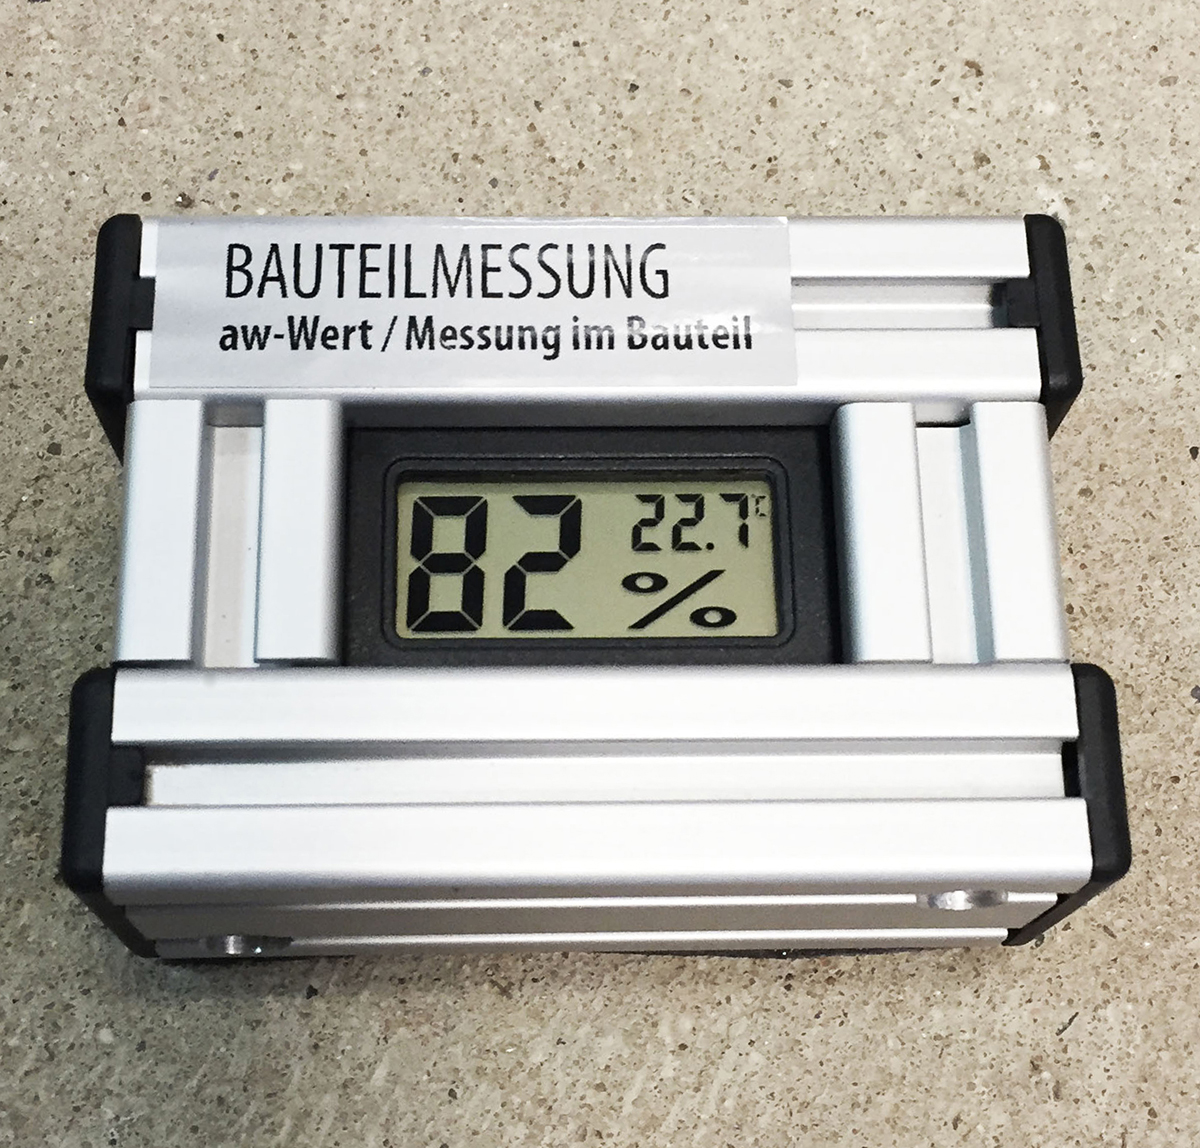 BAUTEILMESSUNG
aw-Wert / Messung im Bauteil
82 22.7°C
%